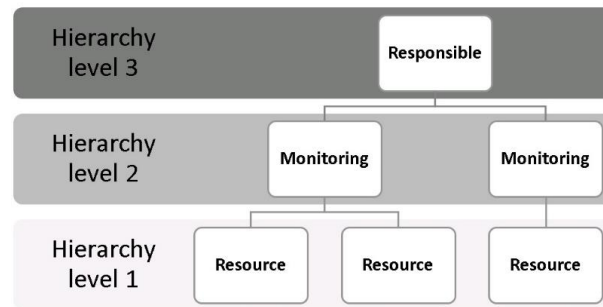 Hierarchy
level 3
Responsible
Hierarchy
level 2
Monitoring
Monitoring
Hierarchy
level 1
Resource
Resource
Resource